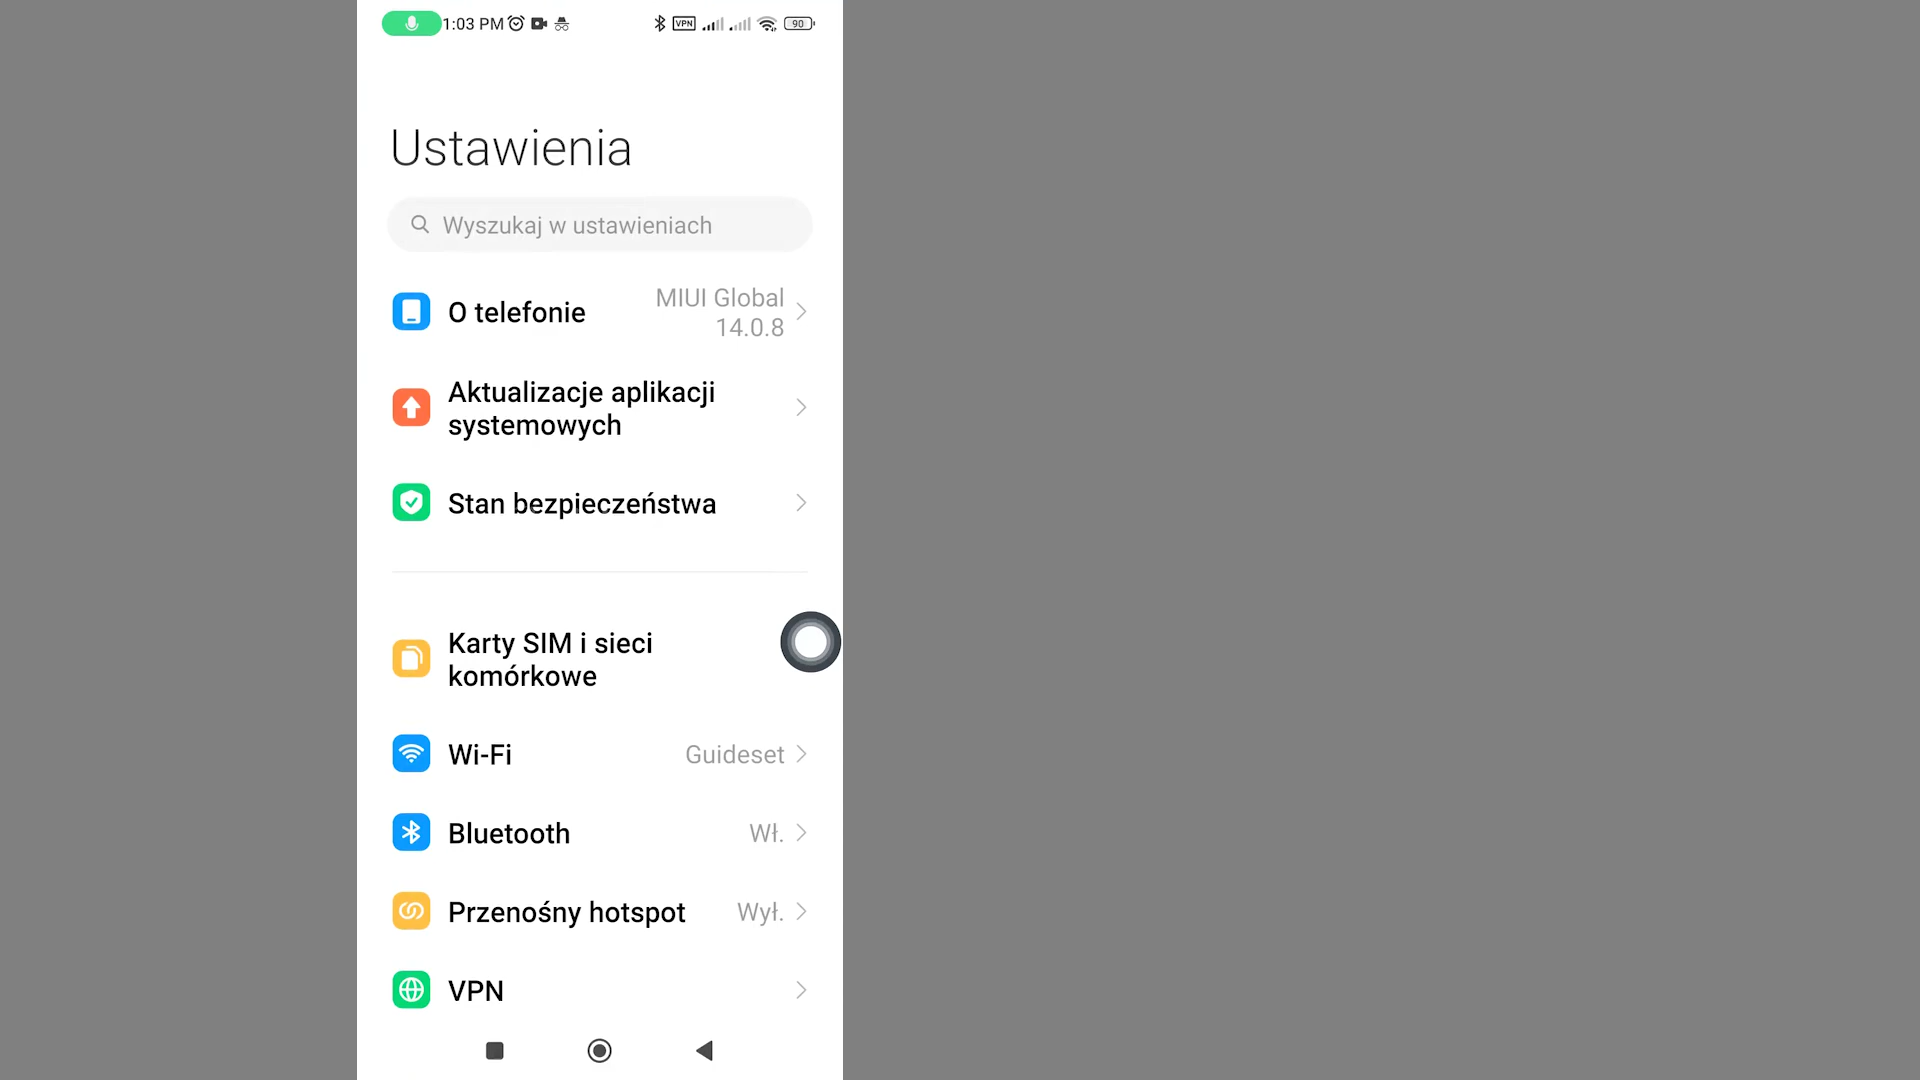 1:03 PM
VPN
90
Ustawienia
Wyszukaj w ustawieniach
O telefonie
MIUI Global
14.0.8
Aktualizacje aplikacji
systemowych
Stan bezpieczeństwa
Karty SIM i sieci
komórkowe
Wi-Fi
Guideset
Bluetooth
Wł.
Przenośny hotspot
Wył.
VPN